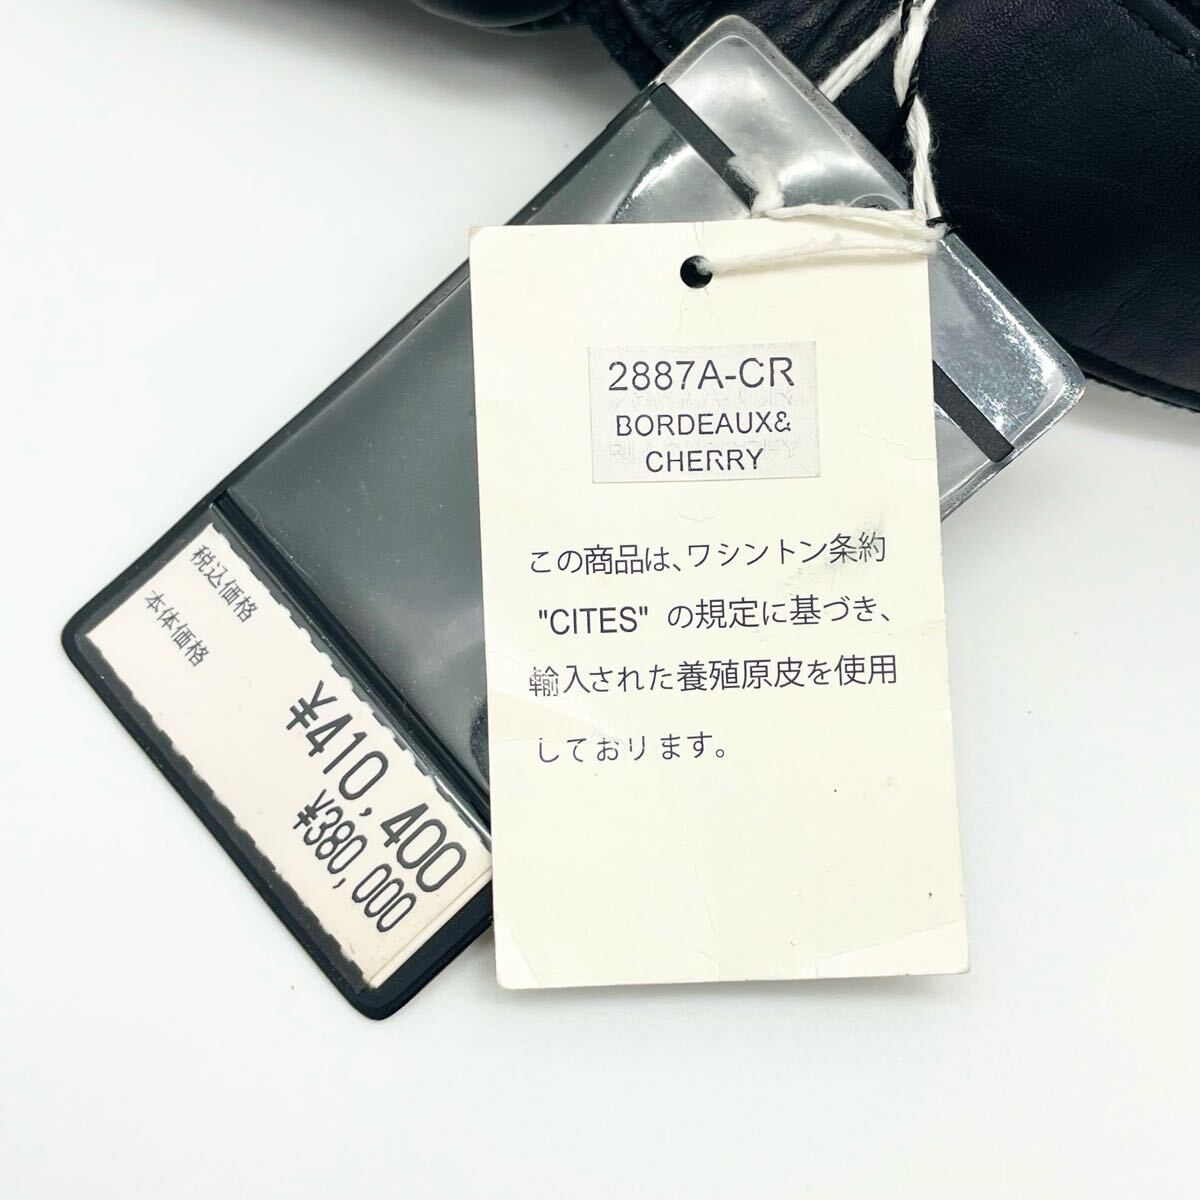 2887A-CR
BORDEAUX&
CHERRY
この商品は、ワシントン条約
"CITES" の規定に基づき、
輸入された養殖原皮を使用
しております。
税込価格
¥410,400
本体価格
¥380,000